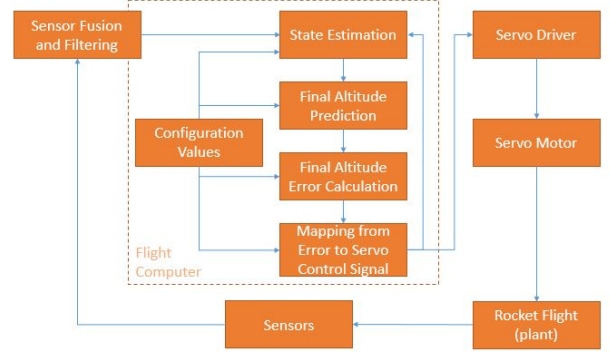 Sensor Fusion
and Filtering
State Estimation
Servo Driver
Final Altitude
Prediction
Configuration
Values
Servo Motor
Final Altitude
Error Calculation
Mapping from
Error to Servo
Control Signal
Flight
Computer
Sensors
Rocket Flight
(plant)